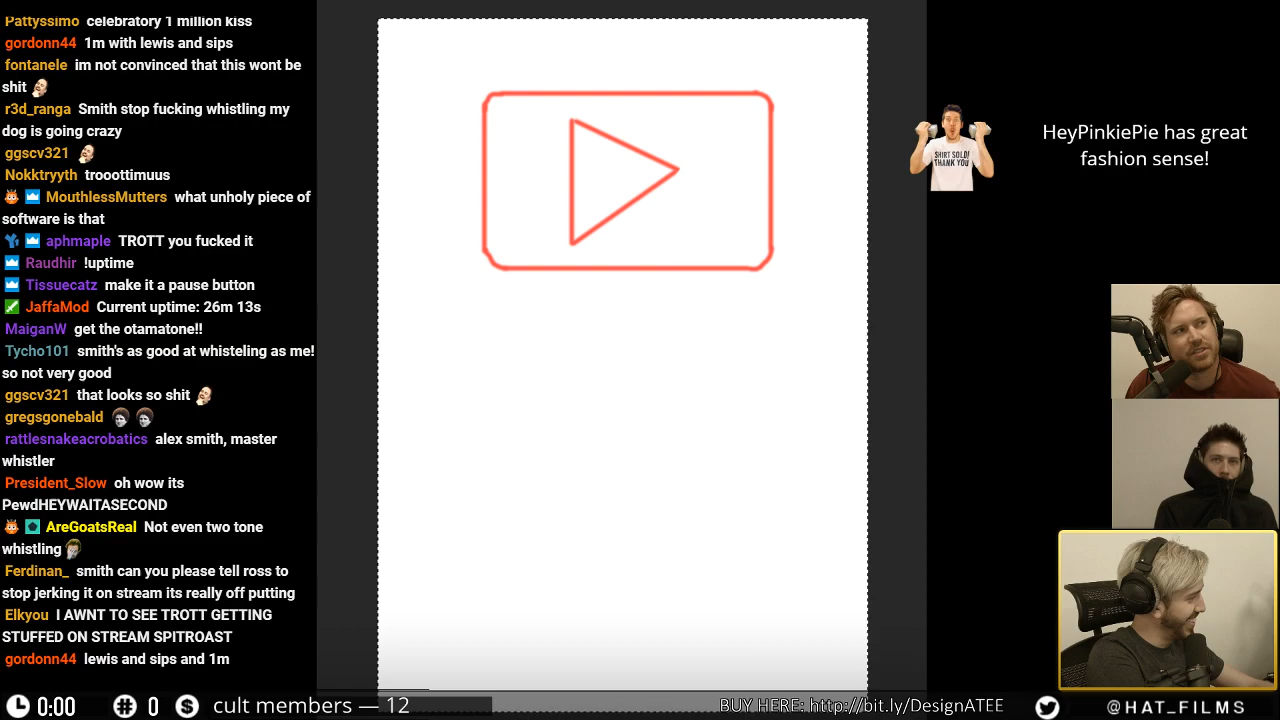 Pattyssimo celebratory 1 million kiss
gordonn44 1m with lewis and sips
fontanele im not convinced that this wont be
shit
r3d_ranga Smith stop fucking whistling my
dog is going crazy
ggscv321
Nokktryyth trooottimuus
MouthlessMutters what unholy piece of
software is that
aphmaple TROTT you fucked it
Raudhir !uptime
Tissuecatz make it a pause button
JaffaMod Current uptime: 26m 13s
MaiganW get the otamatone!!
Tycho101 smith's as good at whisteling as me!
so not very good
ggscv321 that looks so shit
gregsgonebald
rattlesnakeacrobatics alex smith, master
whistler
President_Slow oh wow its
PewdHEYWAITASECOND
AreGoatsReal Not even two tone
whistling
Ferdinan_ smith can you please tell ross to
stop jerking it on stream its really off putting
Elkyou I AWNT TO SEE TROTT GETTING
STUFFED ON STREAM SPITROAST
gordonn44 lewis and sips and 1m
SHIRT SOLD!
THANK YOU
HeyPinkiePie has great
fashion sense!
0:00 # 0 $ cult members — 12
BUY HERE: http://bit.ly/DesignATEE
@HAT_FILMS